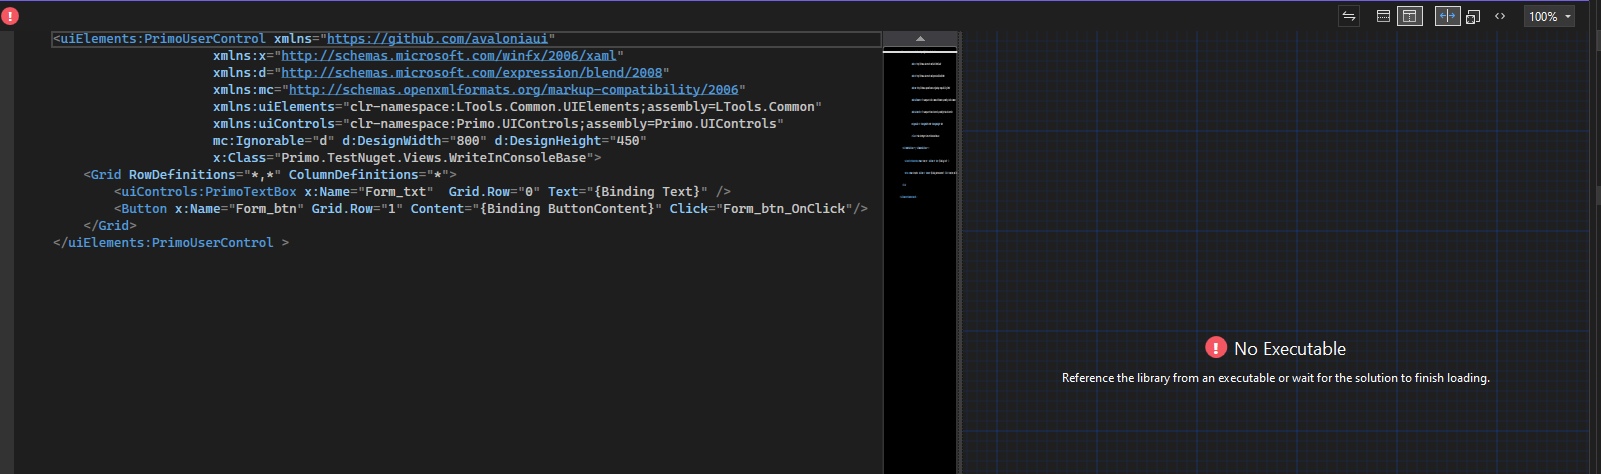 100%
<uiElements:PrimoUserControl xmlns="https://github.com/avaloniaui"
xmlns:x="http://schemas.microsoft.com/winfx/2006/xaml"
xmlns:d="http://schemas.microsoft.com/expression/blend/2008"
xmlns:mc="http://schemas.openxmlformats.org/markup-compatibility/2006"
xmlns:uiElements="clr-namespace:LTools.Common.UIElements;assembly=LTools.Common"
xmlns:uiControls="clr-namespace:Primo.UIControls;assembly=Primo.UIControls"
mc:Ignorable="d" d:DesignWidth="800" d:DesignHeight="450"
x:Class="Primo.TestNuget.Views.WriteInConsoleBase">
<Grid RowDefinitions="*,*" ColumnDefinitions="*">
<uiControls:PrimoTextBox x:Name="Form_txt"  Grid.Row="0" Text="{Binding Text}" />
<Button x:Name="Form_btn" Grid.Row="1" Content="{Binding ButtonContent}" Click="Form_btn_OnClick"/>
</Grid>
</uiElements:PrimoUserControl >
No Executable
Reference the library from an executable or wait for the solution to finish loading.